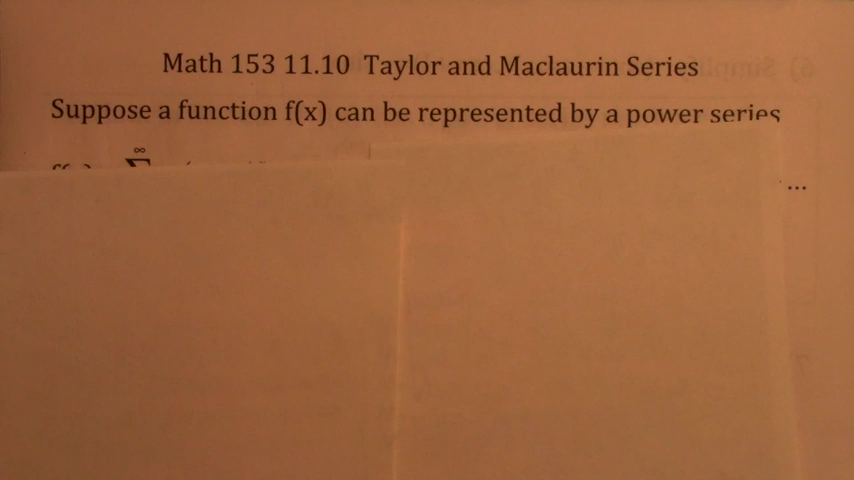 Math 153 11.10 Taylor and Maclaurin Series
Suppose a function f(x) can be represented by a power series
∞
...